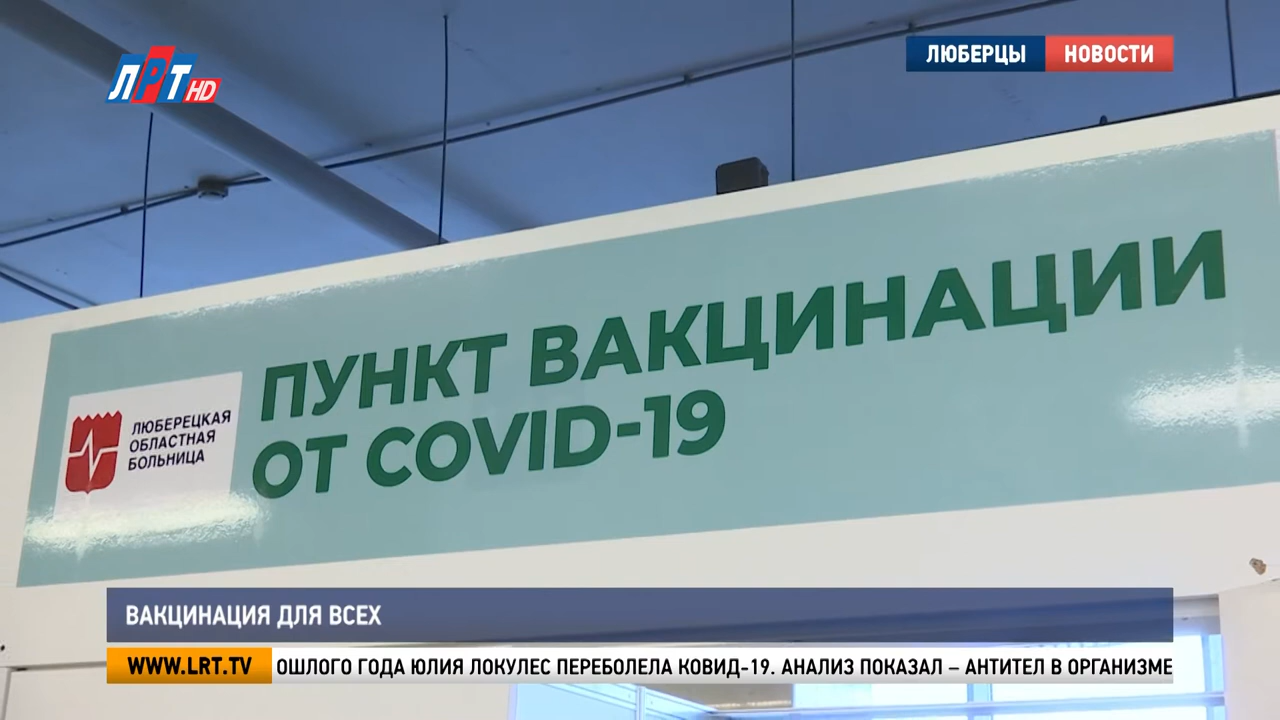 ЛРТ HD
ЛЮБЕРЦЫ НОВОСТИ
ПУНКТ ВАКЦИНАЦИИ
ОТ COVID-19
ЛЮБЕРЕЦКАЯ
ОБЛАСТНАЯ
БОЛЬНИЦА
ВАКЦИНАЦИЯ ДЛЯ ВСЕХ
WWW.LRT.TV ОШЛОГО ГОДА ЮЛИЯ ЛОКУЛЕС ПЕРЕБОЛЕЛА КОВИД-19. АНАЛИЗ ПОКАЗАЛ – АНТИТЕЛ В ОРГАНИЗМЕ